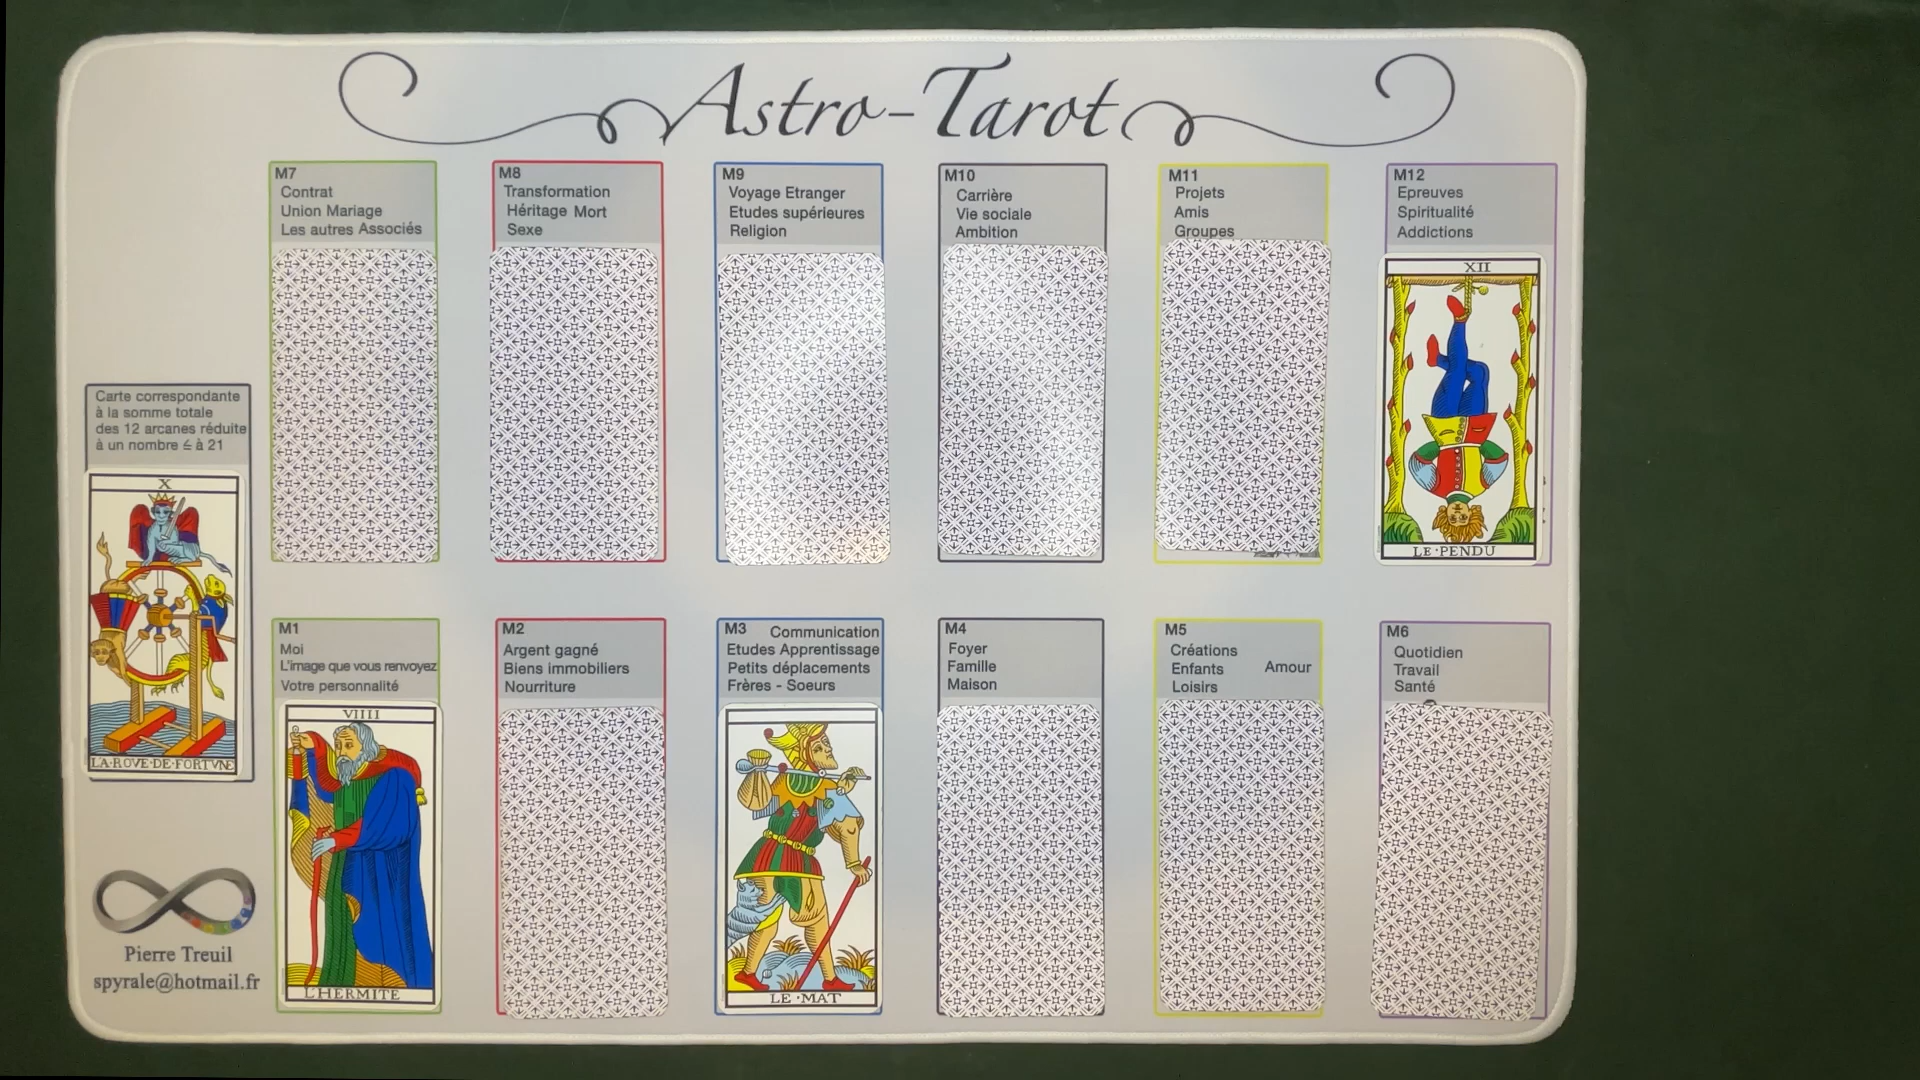 Astro-Tarot
M7
Contrat
Union Mariage
Les autres Associés
M8
Transformation
Héritage Mort
Sexe
M9
Voyage Etranger
Etudes supérieures
Religion
M10
Carrière
Vie sociale
Ambition
M11
Projets
Amis
Groupes
M12
Epreuves
Spiritualité
Addictions
XII
LE·PENDU
Carte correspondante
à la somme totale
des 12 arcanes réduite
à un nombre ≤ à 21
X
LA·ROVE·DE·FORTVNE
M1
Moi
L'image que vous renvoyez
Votre personnalité
VIIII
L'HERMITE
M2
Argent gagné
Biens immobiliers
Nourriture
M3 Communication
Etudes Apprentissage
Petits déplacements
Frères - Soeurs
LE·MAT
M4
Foyer
Famille
Maison
M5
Créations
Enfants Amour
Loisirs
M6
Quotidien
Travail
Santé
Pierre Treuil
spyrale@hotmail.fr